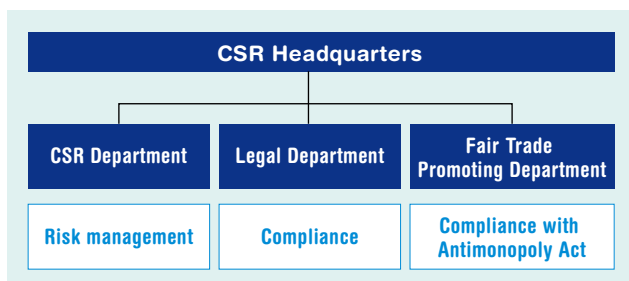 CSR Headquarters
CSR Department
Legal Department
Fair Trade
Promoting Department
Risk management
Compliance
Compliance with
Antimonopoly Act